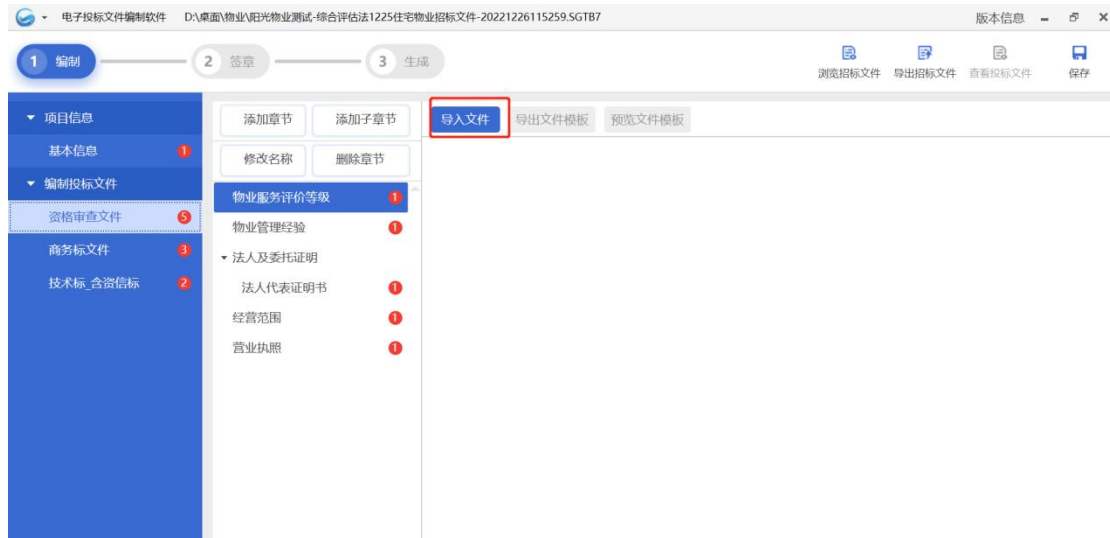 电子投标文件编制软件 D:\桌面\物业\阳光物业测试-综合评估法1225住宅物业招标文件-20221226115259.SGTB7 版本信息
1 编制 2 签章 3 生成
浏览招标文件 导出招标文件 查看投标文件 保存
项目信息
基本信息 1
编制投标文件
资格审查文件 5
商务标文件 3
技术标_含资信标 2
添加章节 添加子章节
修改名称 删除章节
物业服务评价等级 1
物业管理经验 1
法人及委托证明
法人代表证明书 1
经营范围 1
营业执照 1
导入文件 导出文件模板 预览文件模板